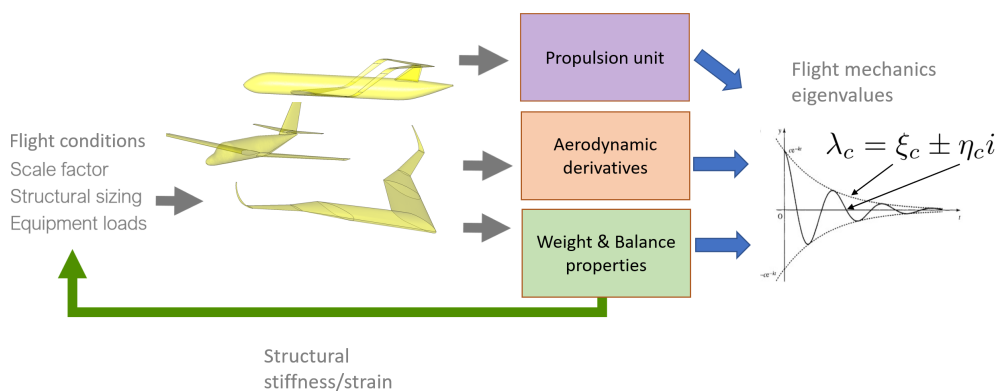 Propulsion unit
Flight mechanics
eigenvalues
Flight conditions
Scale factor
Structural sizing
Equipment loads
Aerodynamic
derivatives
λc = ξc ± ηci
y
O
t
Weight & Balance
properties
Structural
stiffness/strain